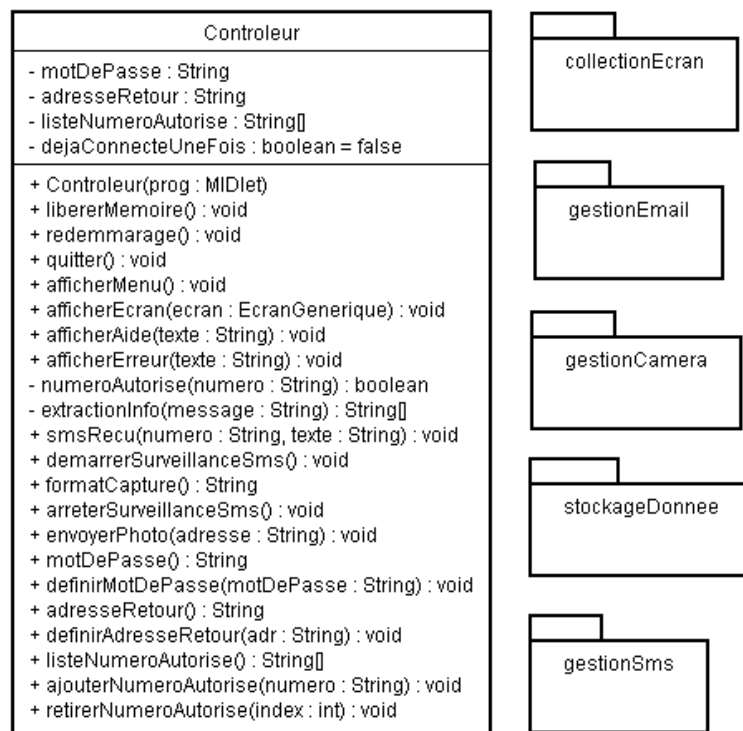 Controleur
- motDePasse : String
- adresseRetour : String
- listeNumeroAutorise : String[]
- dejaConnecteUneFois : boolean = false
+ Controleur(prog : MIDlet)
+ libererMemoire() : void
+ redemmarage() : void
+ quitter() : void
+ afficherMenu() : void
+ afficherEcran(ecran : EcranGenerique) : void
+ afficherAide(texte : String) : void
+ afficherErreur(texte : String) : void
- numeroAutorise(numero : String) : boolean
- extractionInfo(message : String) : String[]
+ smsRecu(numero : String, texte : String) : void
+ demarrerSurveillanceSms() : void
+ formatCapture() : String
+ arreterSurveillanceSms() : void
+ envoyerPhoto(adresse : String) : void
+ motDePasse() : String
+ definirMotDePasse(motDePasse : String) : void
+ adresseRetour() : String
+ definirAdresseRetour(adr : String) : void
+ listeNumeroAutorise() : String[]
+ ajouterNumeroAutorise(numero : String) : void
+ retirerNumeroAutorise(index : int) : void
collectionEcran
gestionEmail
gestionCamera
stockageDonnee
gestionSms